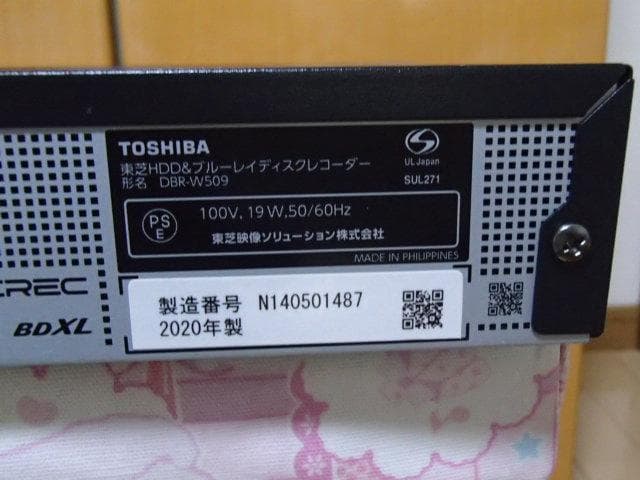 TOSHIBA
東芝HDD&ブルーレイディスクレコーダー
形名 DBR-W509
UL Japan
SUL271
PS
E
100V, 19W, 50/60Hz
東芝映像ソリューション株式会社
MADE IN PHILIPPINES
REC
BDXL
製造番号 N140501487
2020年製